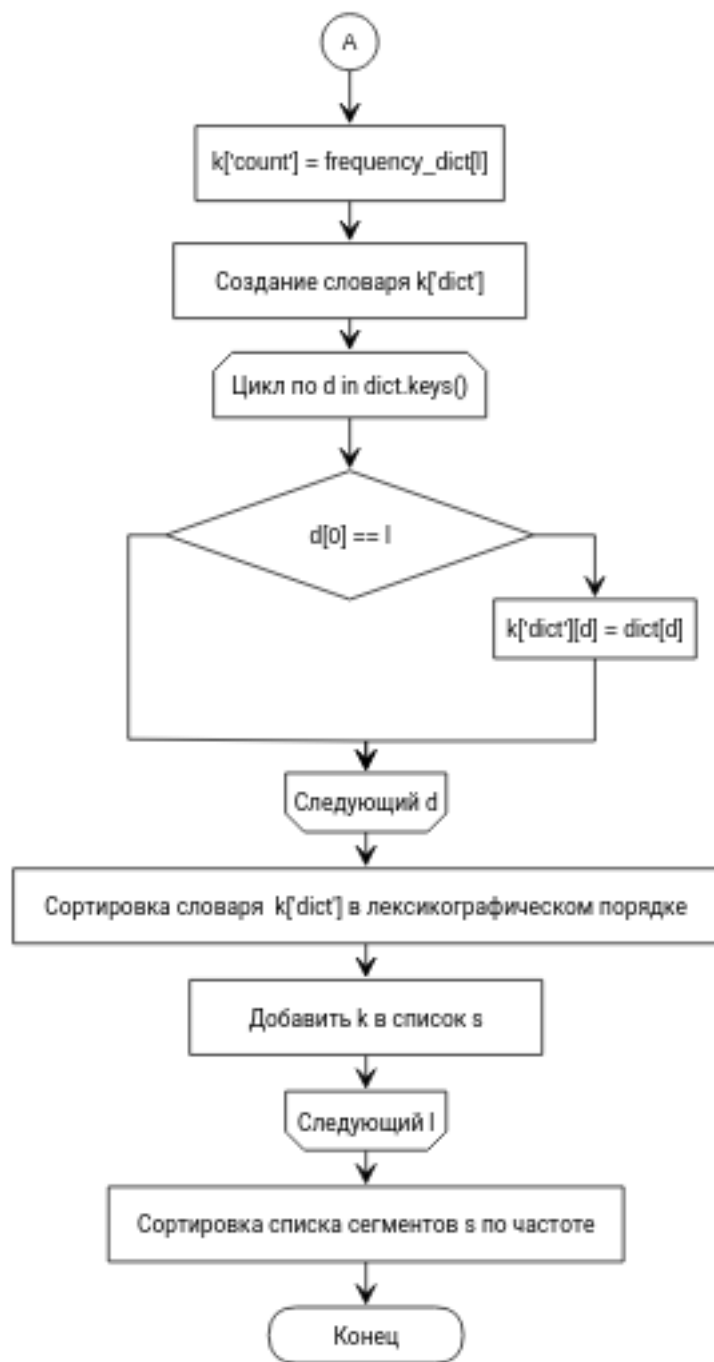 A
k['count'] = frequency_dict[l]
Создание словаря k['dict']
Цикл по d in dict.keys()
d[0] == l
k['dict'][d] = dict[d]
Следующий d
Сортировка словаря k['dict'] в лексикографическом порядке
Добавить k в список s
Следующий l
Сортировка списка сегментов s по частоте
Конец